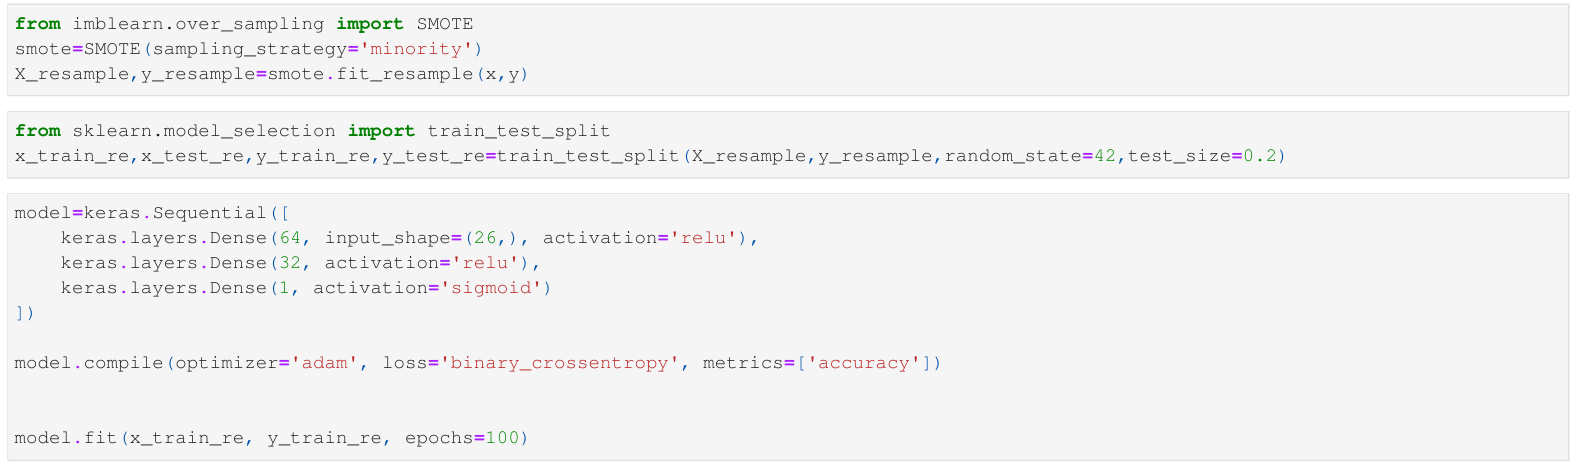 from imblearn.over_sampling import SMOTE
smote=SMOTE(sampling_strategy='minority')
X_resample,y_resample=smote.fit_resample(x,y)
from sklearn.model_selection import train_test_split
x_train_re,x_test_re,y_train_re,y_test_re=train_test_split(X_resample,y_resample,random_state=42,test_size=0.2)
model=keras.Sequential([
    keras.layers.Dense(64, input_shape=(26,), activation='relu'),
    keras.layers.Dense(32, activation='relu'),
    keras.layers.Dense(1, activation='sigmoid')
])
model.compile(optimizer='adam', loss='binary_crossentropy', metrics=['accuracy'])
model.fit(x_train_re, y_train_re, epochs=100)